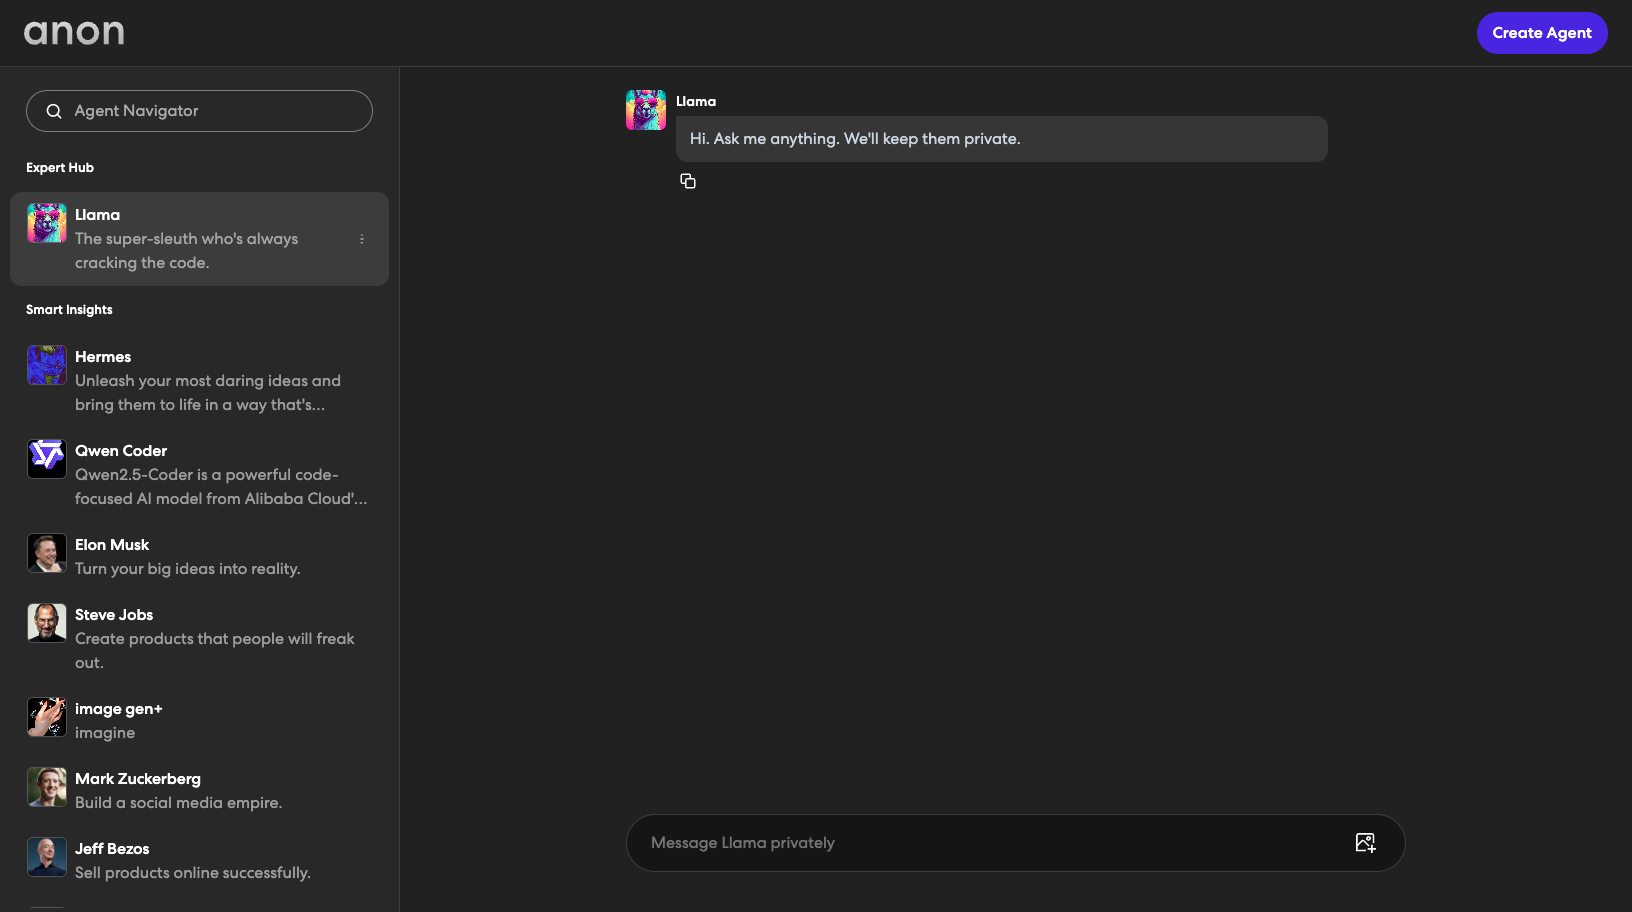 anon
Create Agent
Agent Navigator
Expert Hub
Llama
The super-sleuth who's always
cracking the code.
Smart Insights
Hermes
Unleash your most daring ideas and
bring them to life in a way that's...
Qwen Coder
Qwen2.5-Coder is a powerful code-
focused AI model from Alibaba Cloud'...
Elon Musk
Turn your big ideas into reality.
Steve Jobs
Create products that people will freak
out.
image gen+
imagine
Mark Zuckerberg
Build a social media empire.
Jeff Bezos
Sell products online successfully.
Llama
Hi. Ask me anything. We'll keep them private.
Message Llama privately